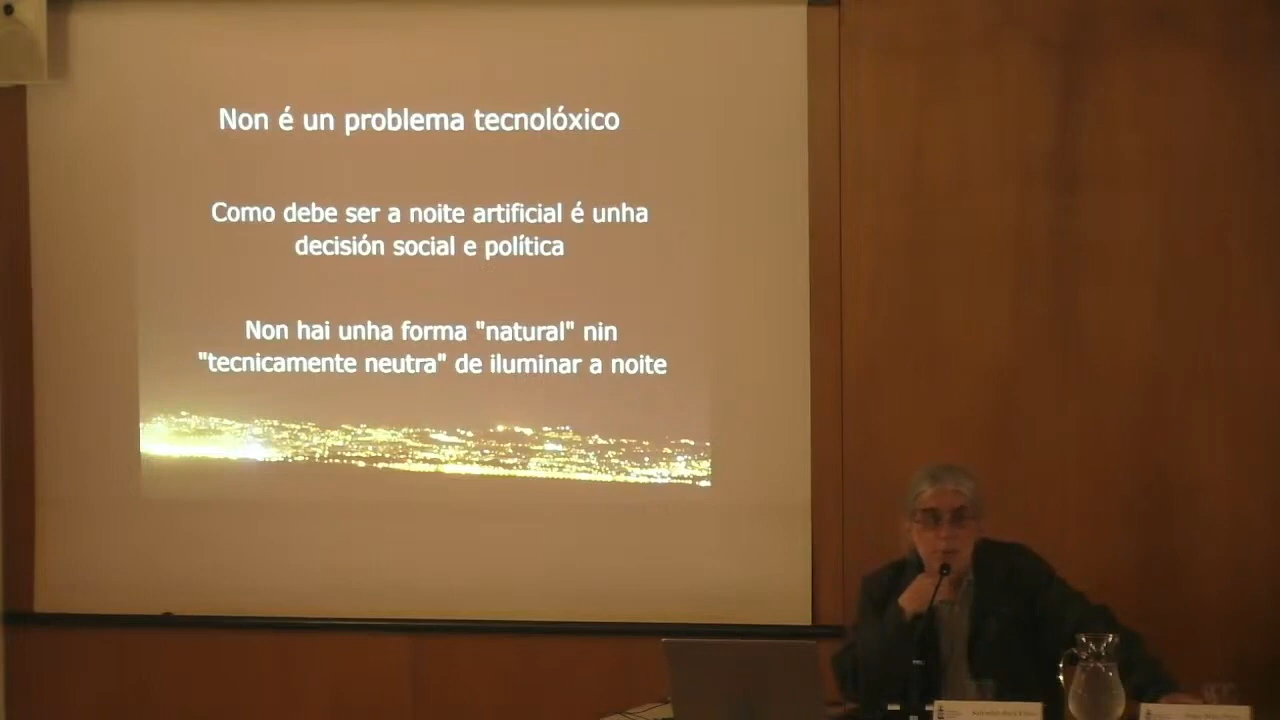 Non é un problema tecnolóxico
Como debe ser a noite artificial é unha
decisión social e política
Non hai unha forma "natural" nin
"tecnicamente neutra" de iluminar a noite